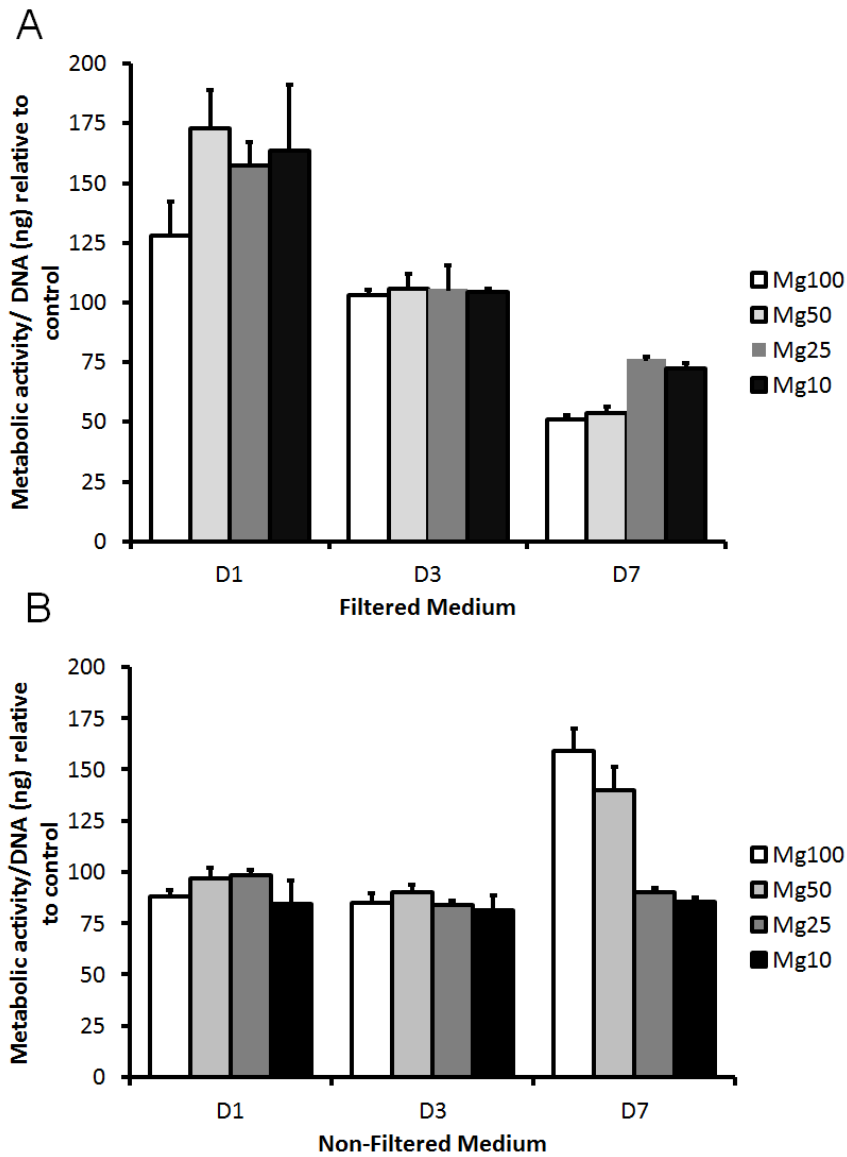 A
Metabolic activity/ DNA (ng) relative to
control
200
175
150
125
100
75
50
25
0
D1 D3 D7
Filtered Medium
Mg100
Mg50
Mg25
Mg10
B
Metabolic activity/DNA (ng) relative
to control
200
175
150
125
100
75
50
25
0
D1 D3 D7
Non-Filtered Medium
Mg100
Mg50
Mg25
Mg10